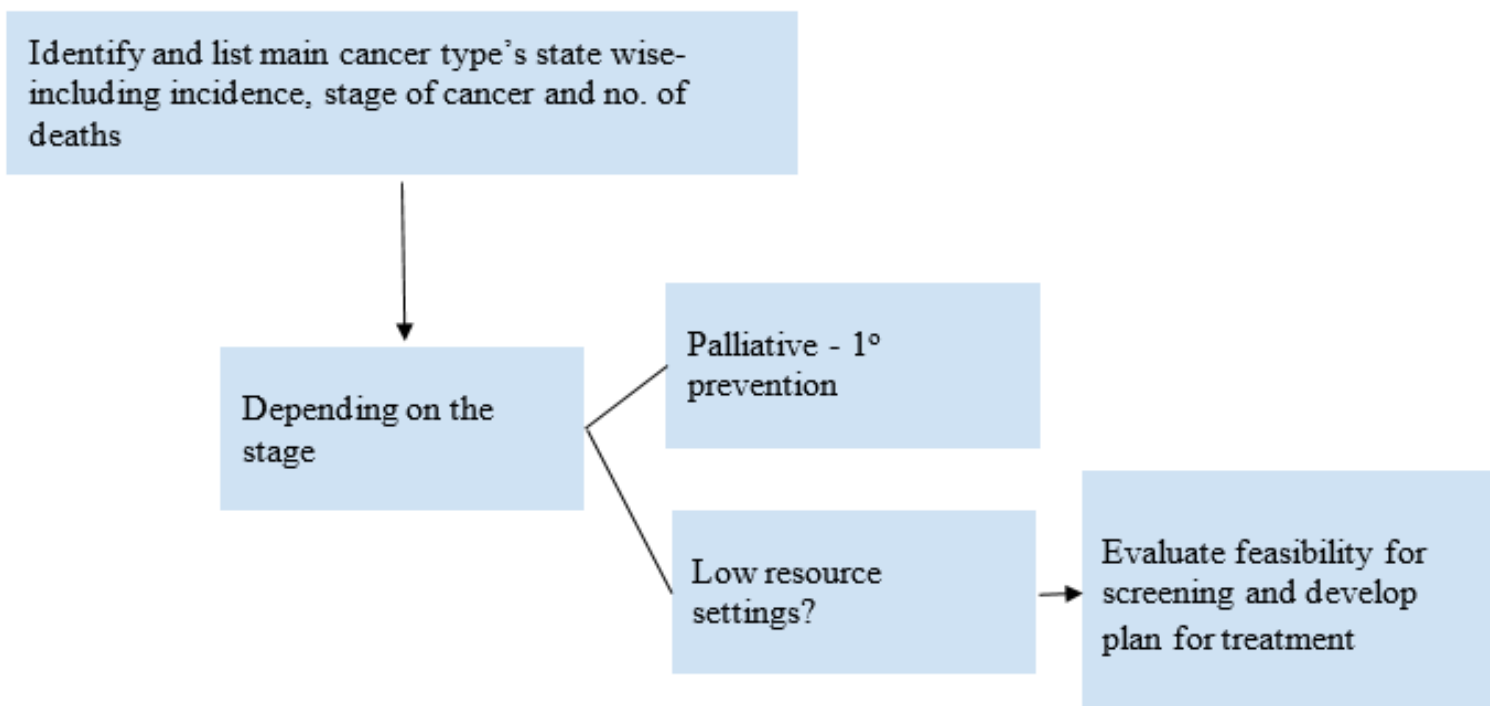 Identify and list main cancer type’s state wise-
including incidence, stage of cancer and no. of
deaths
Palliative - 1º
prevention
Depending on the
stage
Low resource
settings?
Evaluate feasibility for
screening and develop
plan for treatment